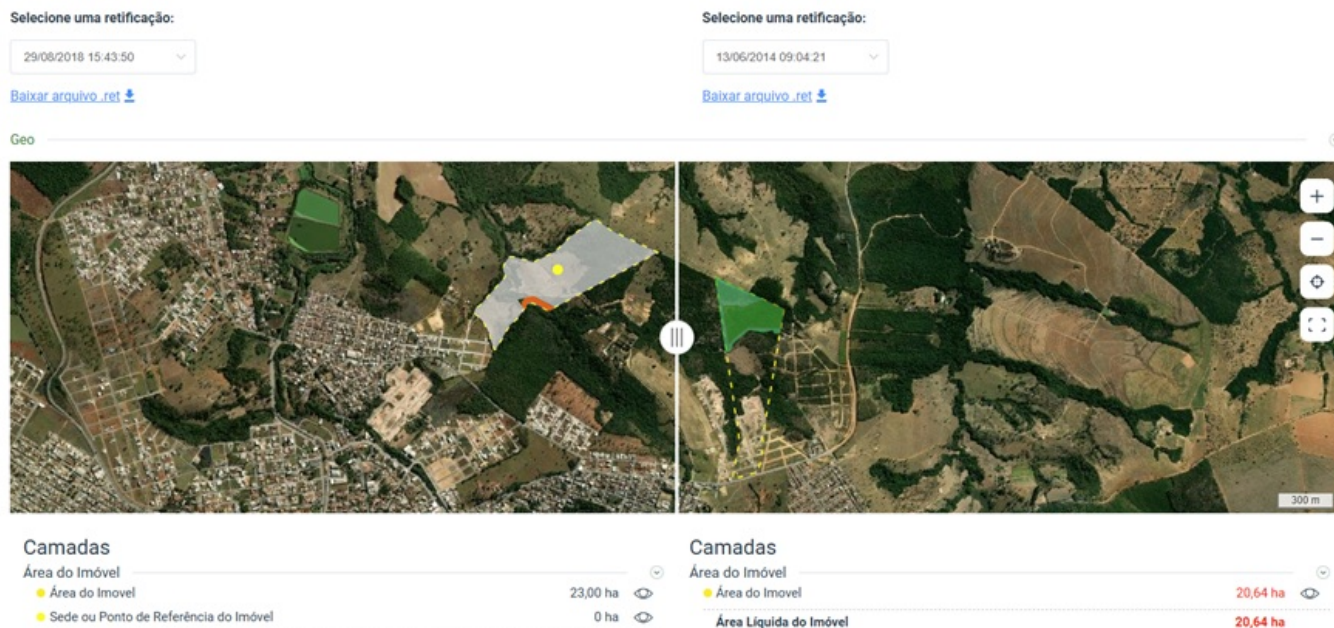 Selecione uma retificação:
Selecione uma retificação:
29/08/2018 15:43:50
13/06/2014 09:04:21
Baixar arquivo .ret
Baixar arquivo .ret
Geo
300 m
Camadas
Área do Imóvel
Área do Imovel 23,00 ha
Sede ou Ponto de Referência do Imóvel 0 ha
Camadas
Área do Imóvel
Área do Imovel 20,64 ha
Área Líquida do Imóvel 20,64 ha